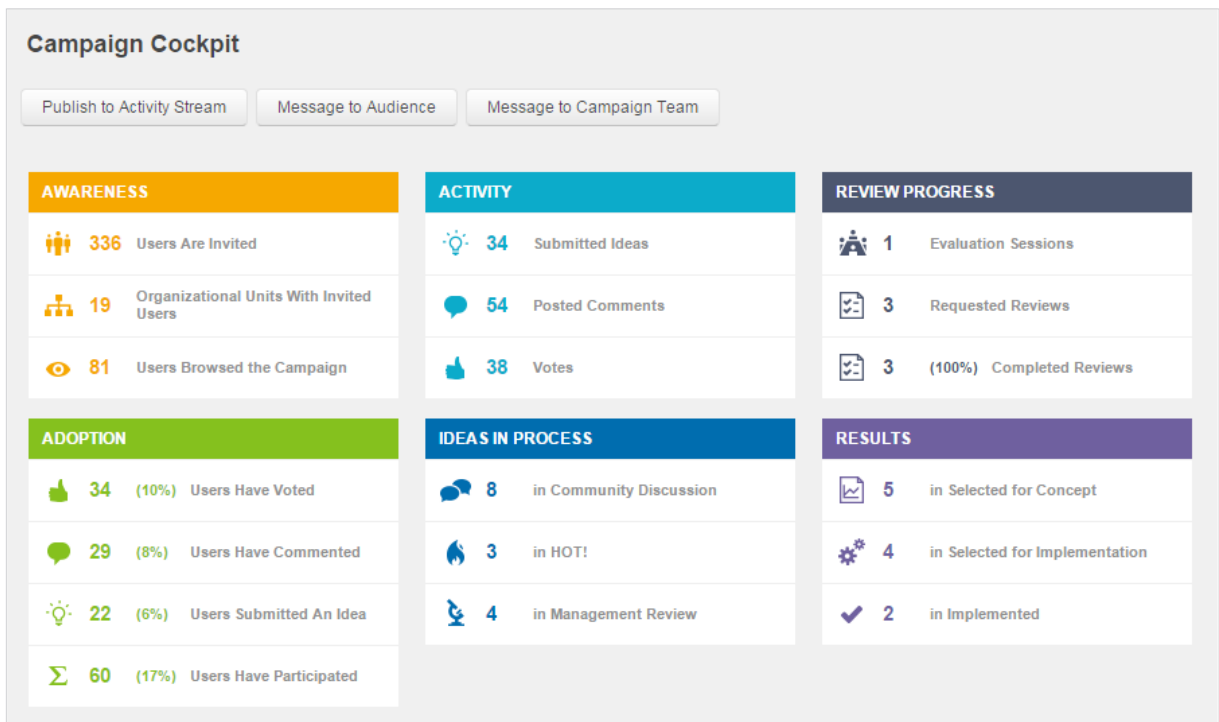 Campaign Cockpit
Publish to Activity Stream
Message to Audience
Message to Campaign Team
AWARENESS
336 Users Are Invited
19 Organizational Units With Invited
Users
81 Users Browsed the Campaign
ACTIVITY
34 Submitted Ideas
54 Posted Comments
38 Votes
REVIEW PROGRESS
1 Evaluation Sessions
3 Requested Reviews
3 (100%) Completed Reviews
ADOPTION
34 (10%) Users Have Voted
29 (8%) Users Have Commented
22 (6%) Users Submitted An Idea
Σ 60 (17%) Users Have Participated
IDEAS IN PROCESS
8 in Community Discussion
3 in HOT!
4 in Management Review
RESULTS
5 in Selected for Concept
4 in Selected for Implementation
2 in Implemented